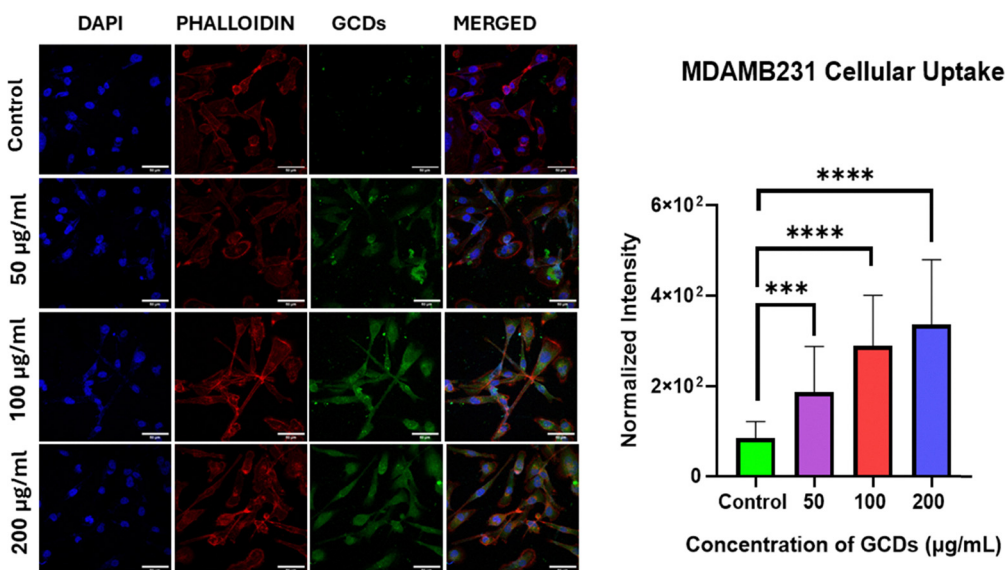 DAPI PHALLOIDIN GCDs MERGED
Control
50 µg/ml
100 µg/ml
200 µg/ml
MDAMB231 Cellular Uptake
****
****
***
6×10²
4×10²
2×10²
0
Normalized Intensity
Control 50 100 200
Concentration of GCDs (µg/mL)